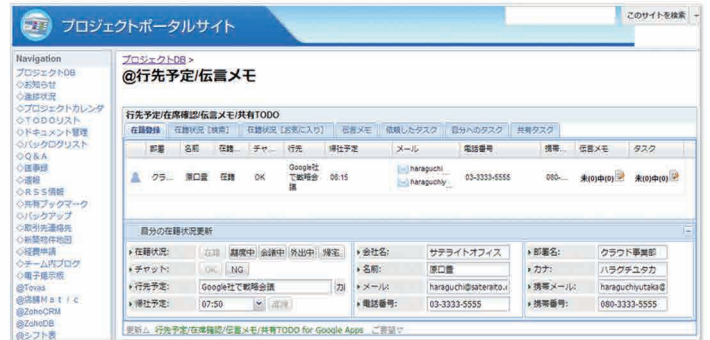 プロジェクトポータルサイト
このサイトを検索
Navigation
プロジェクトDB
◇お知らせ
◇進捗状況
◇プロジェクトカレンダ
◇TODOリスト
◇ドキュメント管理
◇バックログリスト
◇Q&A
◇議事録
◇週報
◇RSS情報
◇共有ブックマーク
◇バックアップ
◇取引先連絡先
◇新築物件地図
◇経費申請
◇チーム内ブログ
◇電子掲示板
@Tovas
@店舗Matic
@ZohoCRM
@ZohoDB
@シフト表
プロジェクトDB >
@行先予定/伝言メモ
行先予定/在席確認/伝言メモ/共有TODO
在籍登録 在籍状況【検索】 在籍状況【お気に入り】 伝言メモ 依頼したタスク 自分へのタスク 共有タスク
部署 名前 在籍... チャ... 行先 帰社予定 メール 電話番号 携帯... 伝言メモ タスク
クラ... 原口豊 在籍 OK Google社で戦略会議 08:15 haraguchi... haraguchiy... 03-3333-5555 080-... 未(0)中(0) 未(0)中(0)
自分の在籍状況更新
在籍状況: 在籍 離席中 会議中 外出中 帰宅 会社名: サテライトオフィス 部署名: クラウド事業部
チャット: OK NG 名前: 原口豊 カナ: ハラグチユタカ
行先予定: Google社で戦略会議 メール: haraguchi@sateraito.c 携帯メール: haraguchiyutaka@
帰社予定: 07:50 電話番号: 03-3333-5555 携帯番号: 080-3333-5555
更新 行先予定/在席確認/伝言メモ/共有TODO for Google Apps ご要望